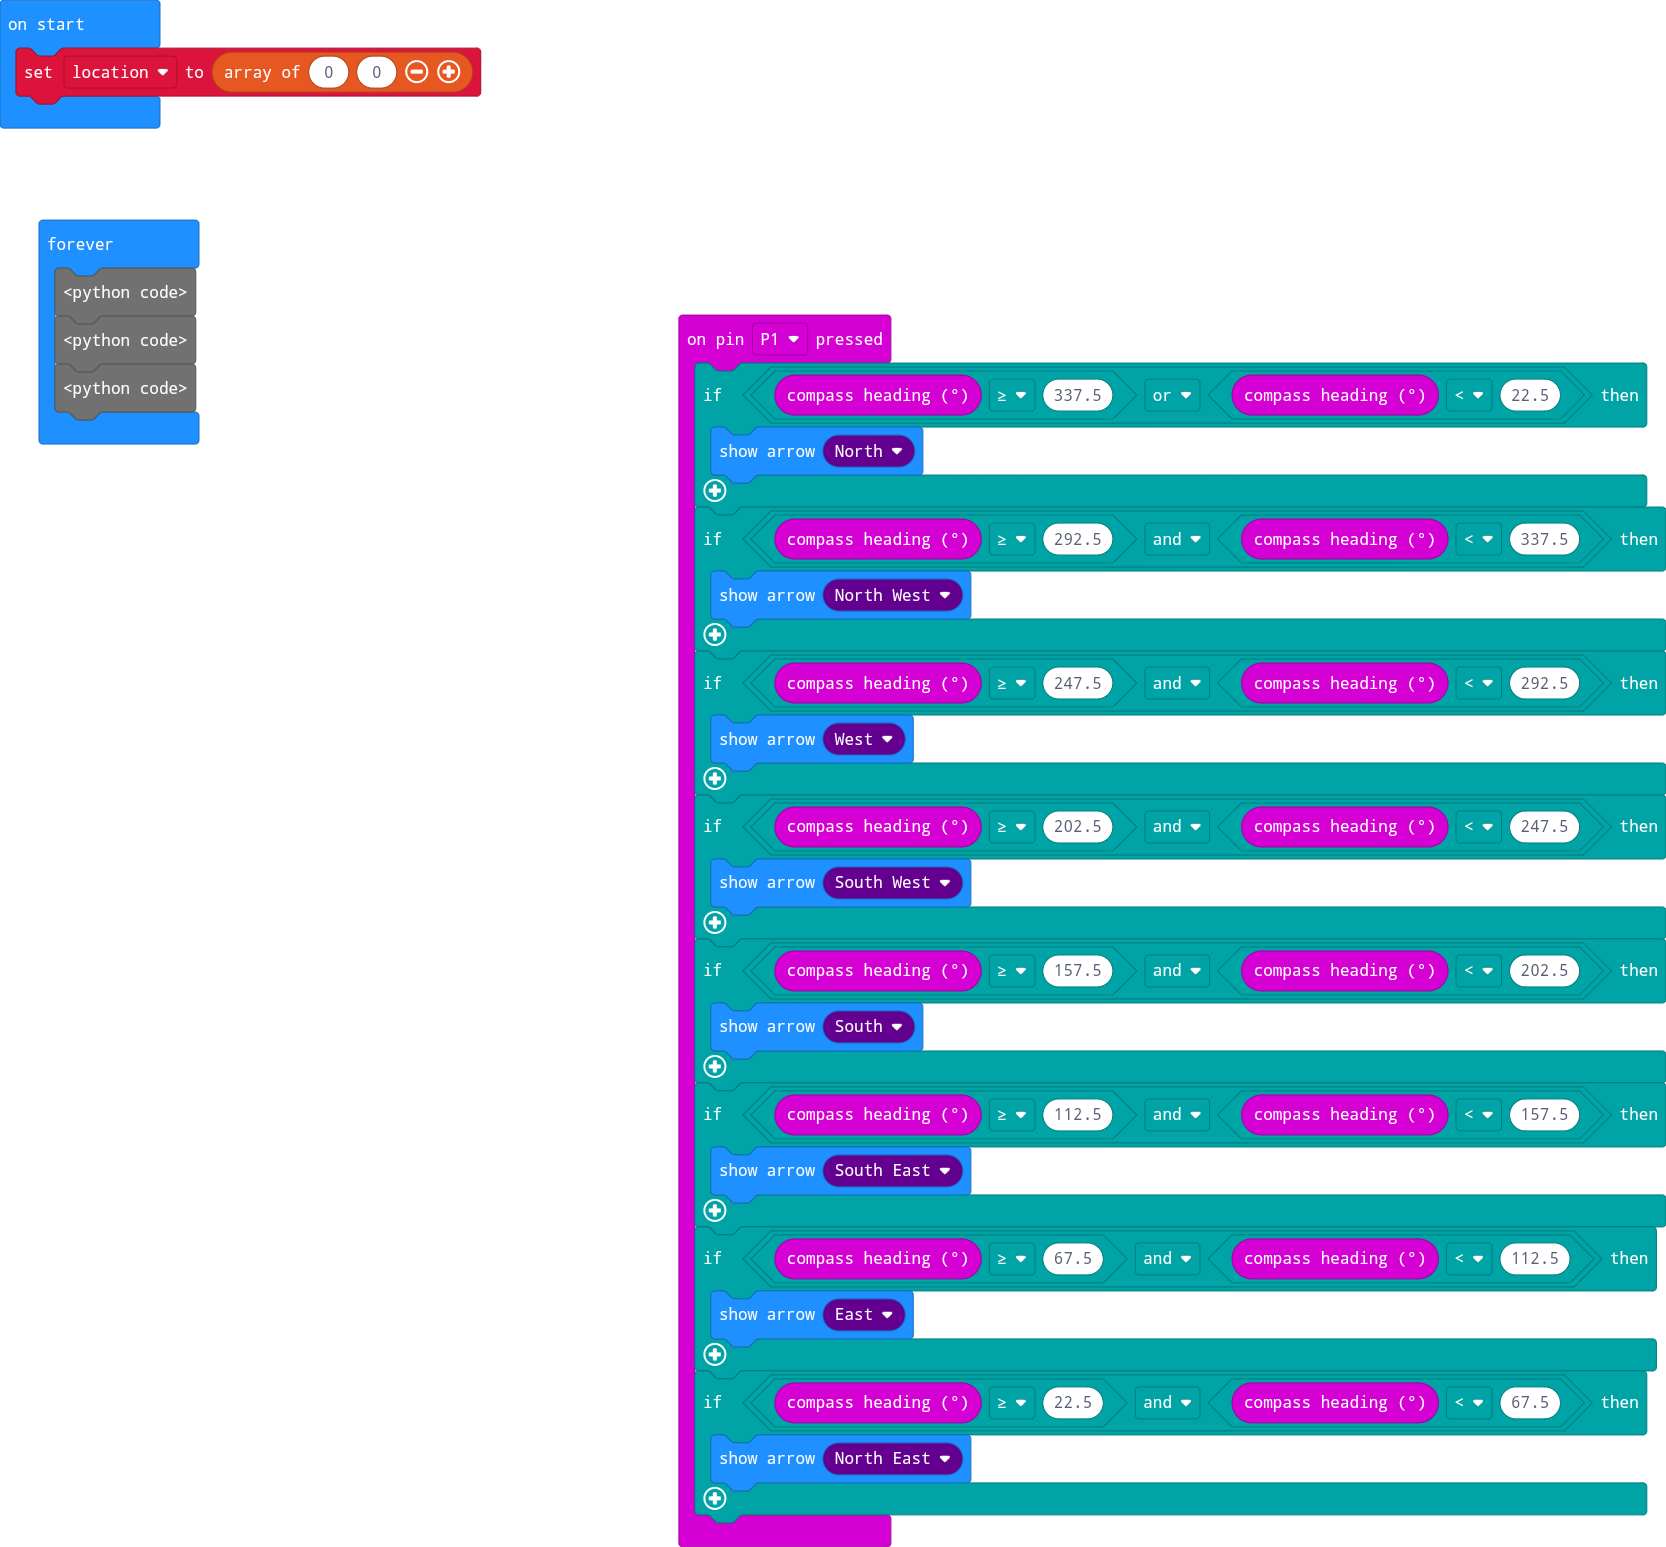 on start
set location to array of 0 0
forever
<python code>
<python code>
<python code>
on pin P1 pressed
if compass heading (°) ≥ 337.5 or compass heading (°) < 22.5 then
show arrow North
if compass heading (°) ≥ 292.5 and compass heading (°) < 337.5 then
show arrow North West
if compass heading (°) ≥ 247.5 and compass heading (°) < 292.5 then
show arrow West
if compass heading (°) ≥ 202.5 and compass heading (°) < 247.5 then
show arrow South West
if compass heading (°) ≥ 157.5 and compass heading (°) < 202.5 then
show arrow South
if compass heading (°) ≥ 112.5 and compass heading (°) < 157.5 then
show arrow South East
if compass heading (°) ≥ 67.5 and compass heading (°) < 112.5 then
show arrow East
if compass heading (°) ≥ 22.5 and compass heading (°) < 67.5 then
show arrow North East